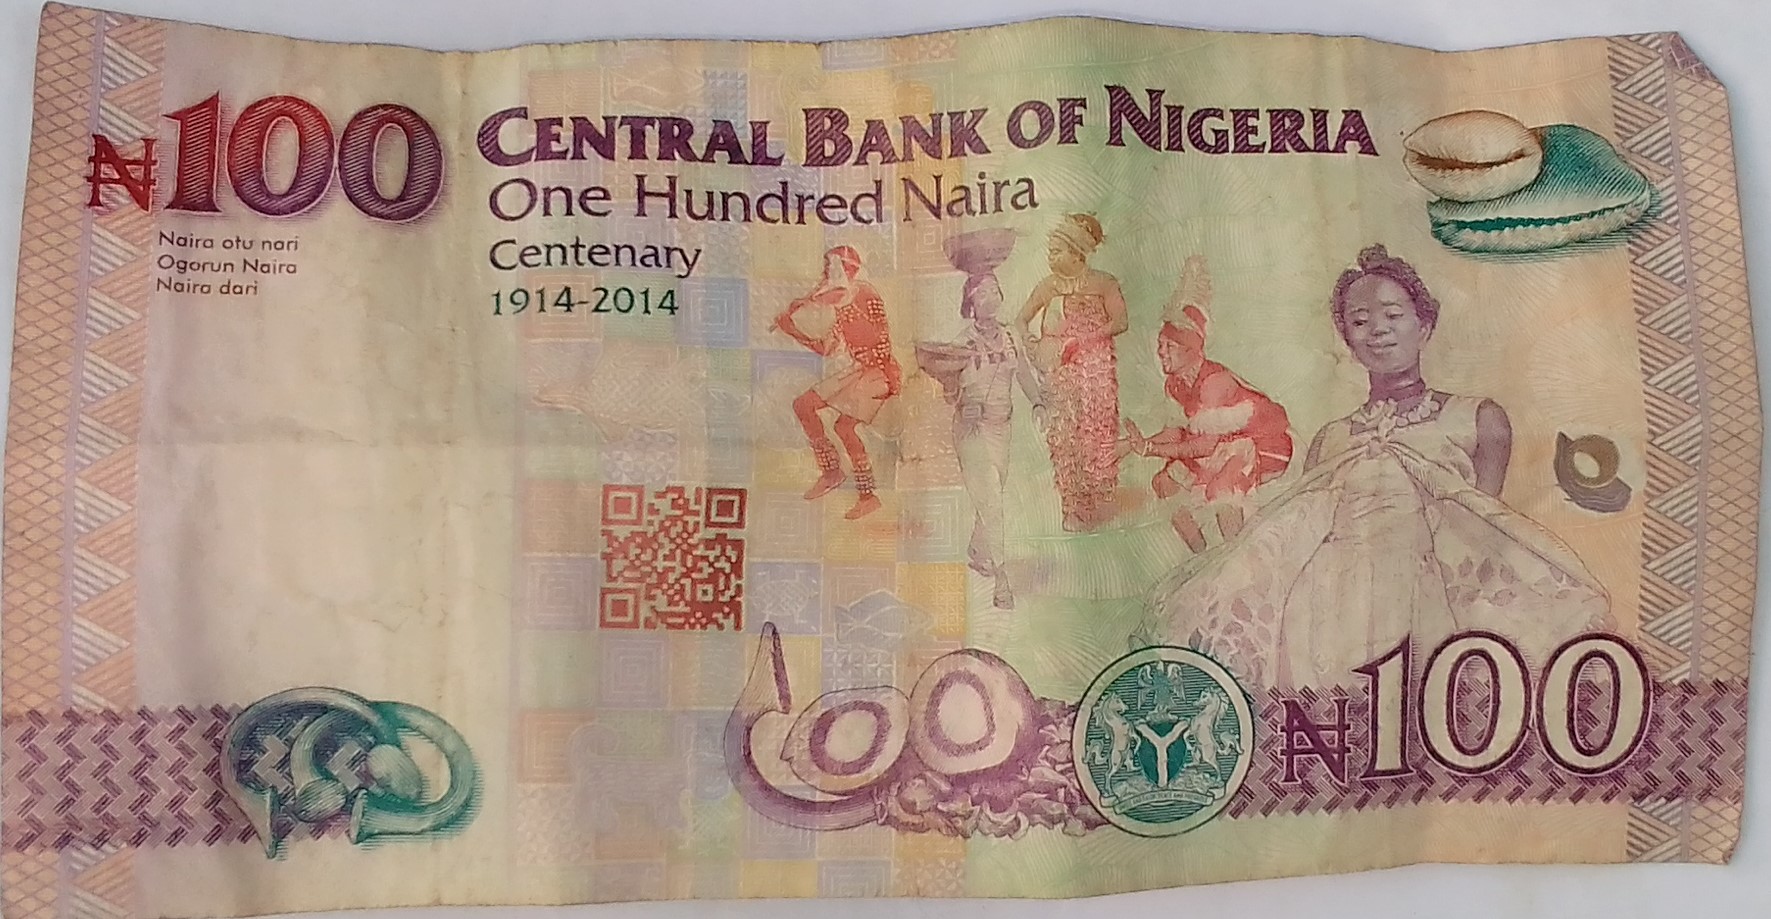 ₦100
CENTRAL BANK OF NIGERIA
One Hundred Naira
Centenary
1914-2014
Naira otu nari
Ogorun Naira
Naira dari
₦100